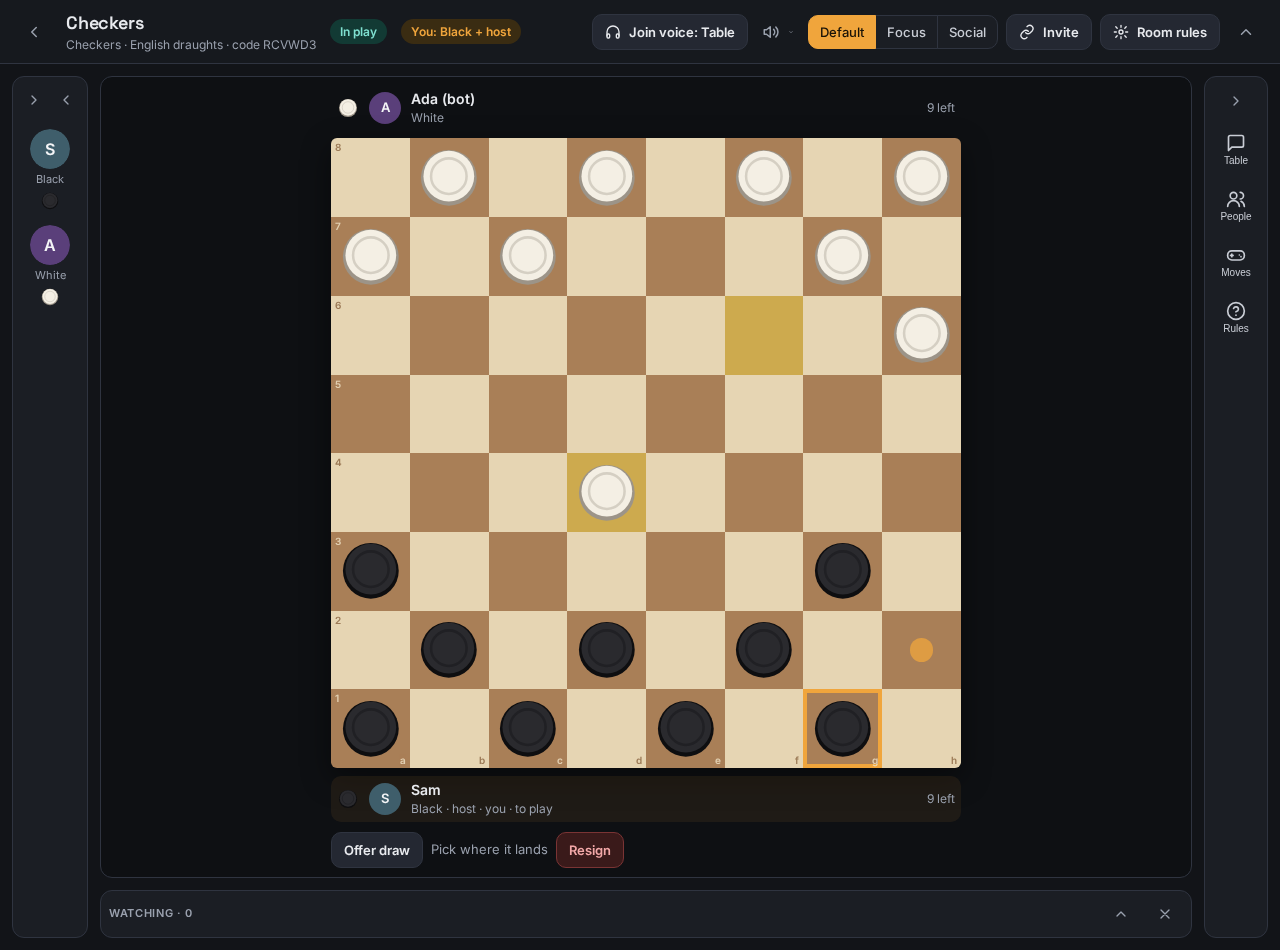 Checkers
Checkers · English draughts · code RCVWD3
In play
You: Black + host
Join voice: Table
Default
Focus
Social
Invite
Room rules
S
Black
A
White
A
Ada (bot)
White
9 left
8
7
6
5
4
3
2
1
a
b
c
d
e
f
g
h
S
Sam
Black · host · you · to play
9 left
Offer draw
Pick where it lands
Resign
WATCHING · 0
Table
People
Moves
Rules